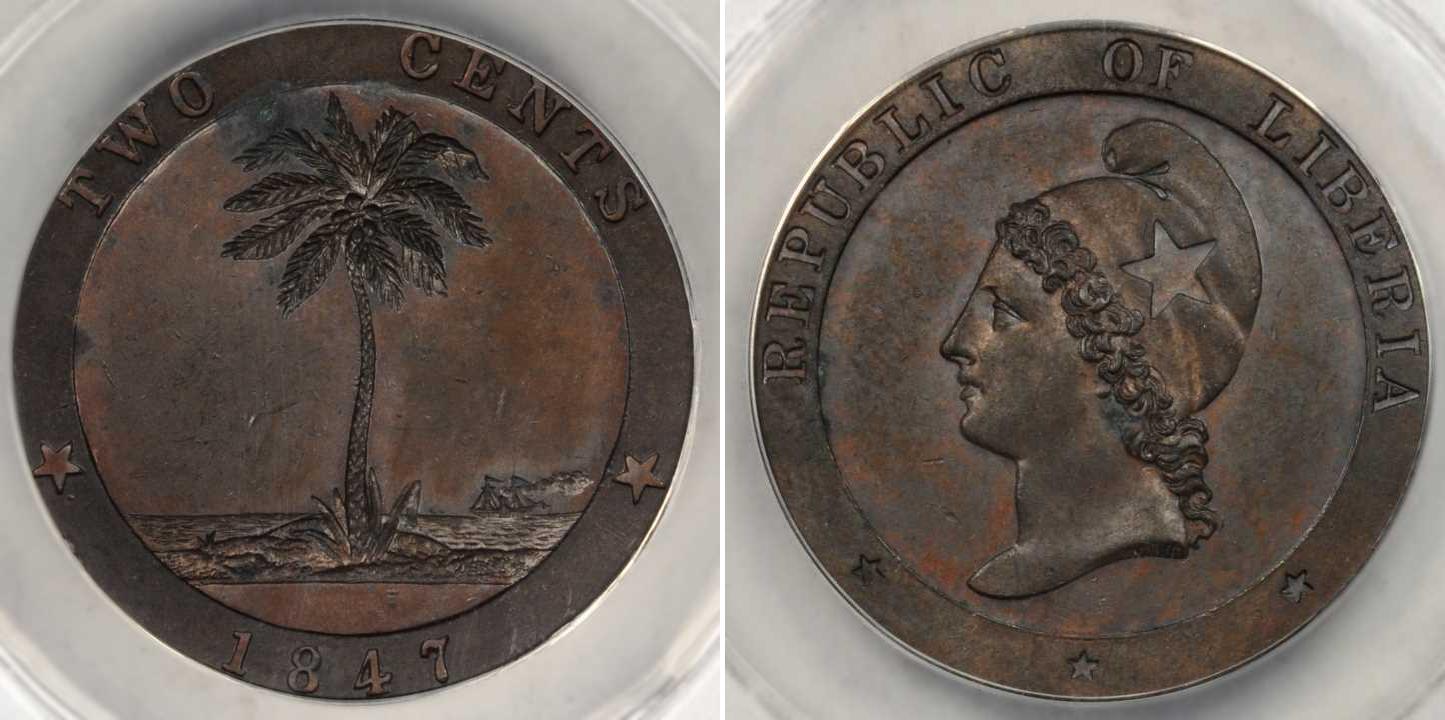 TWO CENTS
1847
REPUBLIC OF LIBERIA